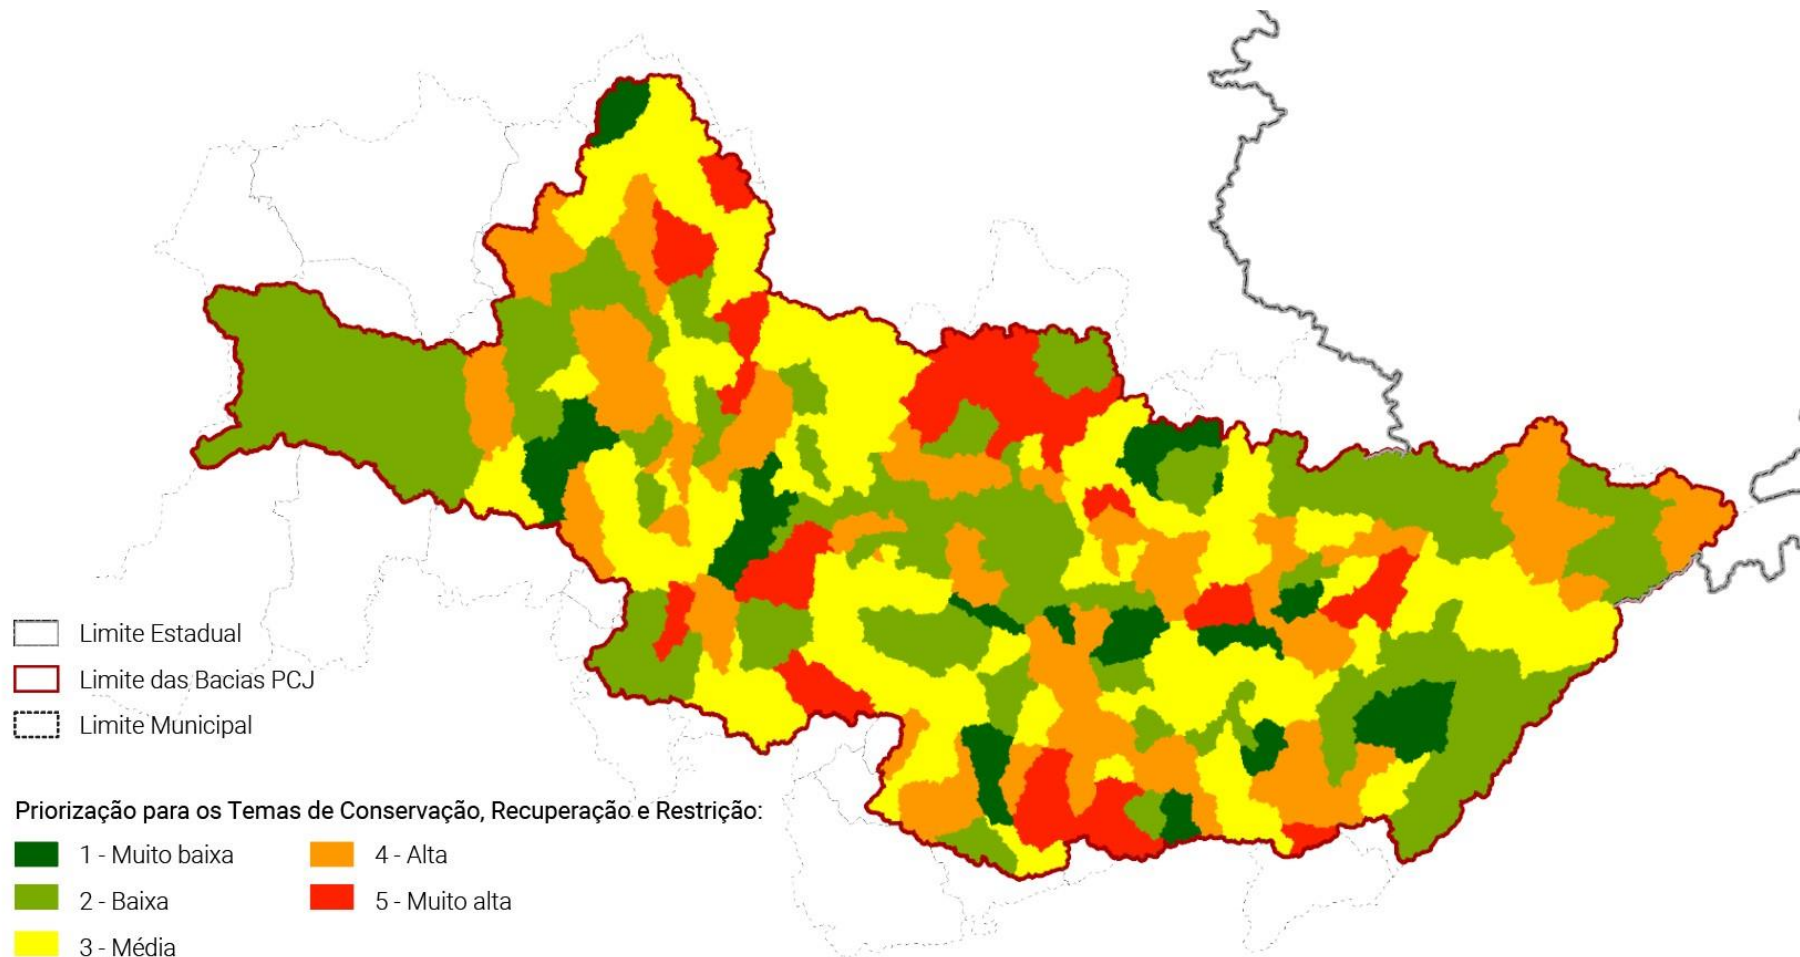 Limite Estadual
Limite das Bacias PCJ
Limite Municipal
Priorização para os Temas de Conservação, Recuperação e Restrição:
1 - Muito baixa
2 - Baixa
3 - Média
4 - Alta
5 - Muito alta